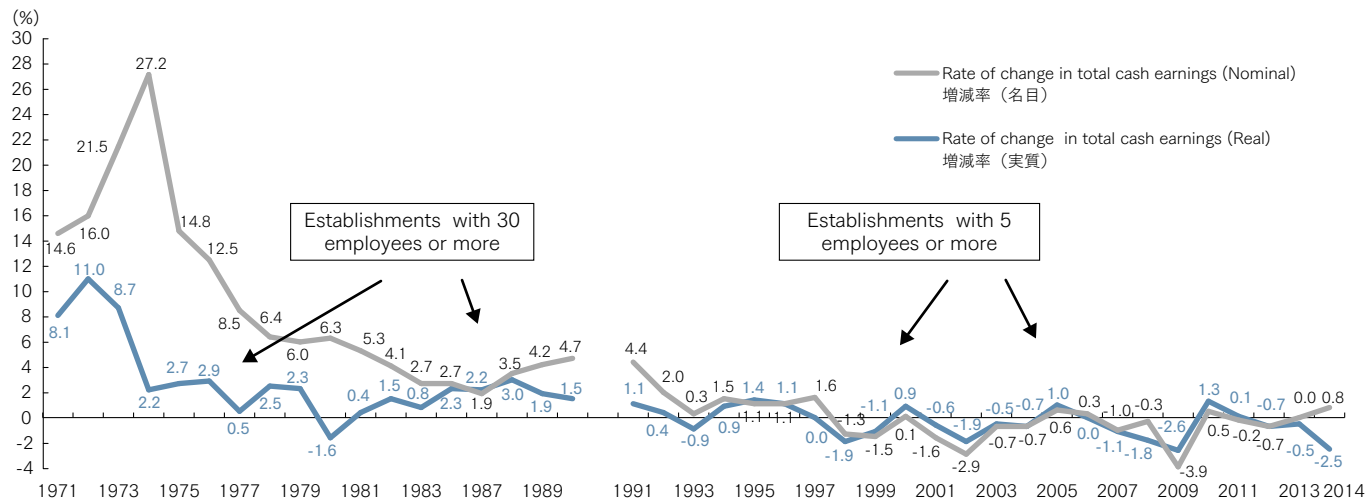 (%)
30
28
26
24
22
20
18
16
14
12
10
8
6
4
2
0
-2
-4
Rate of change in total cash earnings (Nominal)
増減率（名目）
Rate of change in total cash earnings (Real)
増減率（実質）
Establishments with 30
employees or more
Establishments with 5
employees or more
14.6 16.0 21.5 27.2 14.8 12.5 8.5 6.4 6.0 6.3 5.3 4.1 2.7 2.7 1.9 3.5 4.2 4.7
8.1 11.0 8.7 2.2 2.7 2.9 0.5 2.5 2.3 -1.6 0.4 1.5 0.8 2.3 2.2 3.0 1.9 1.5
4.4 2.0 0.3 1.5 1.1 1.1 1.6 -1.3 -1.5 0.1 -1.6 -2.9 -0.7 -0.7 0.6 0.3 -1.0 -0.3 -3.9 0.5 -0.2 -0.7 0.0 0.8
1.1 0.4 -0.9 0.9 1.4 1.1 0.0 -1.9 -1.1 0.9 -0.6 -1.9 -0.5 -0.7 1.0 0.0 -1.1 -1.8 -2.6 1.3 0.1 -0.7 -0.5 -2.5
1971 1973 1975 1977 1979 1981 1983 1985 1987 1989 1991 1993 1995 1997 1999 2001 2003 2005 2007 2009 2011 2013 2014